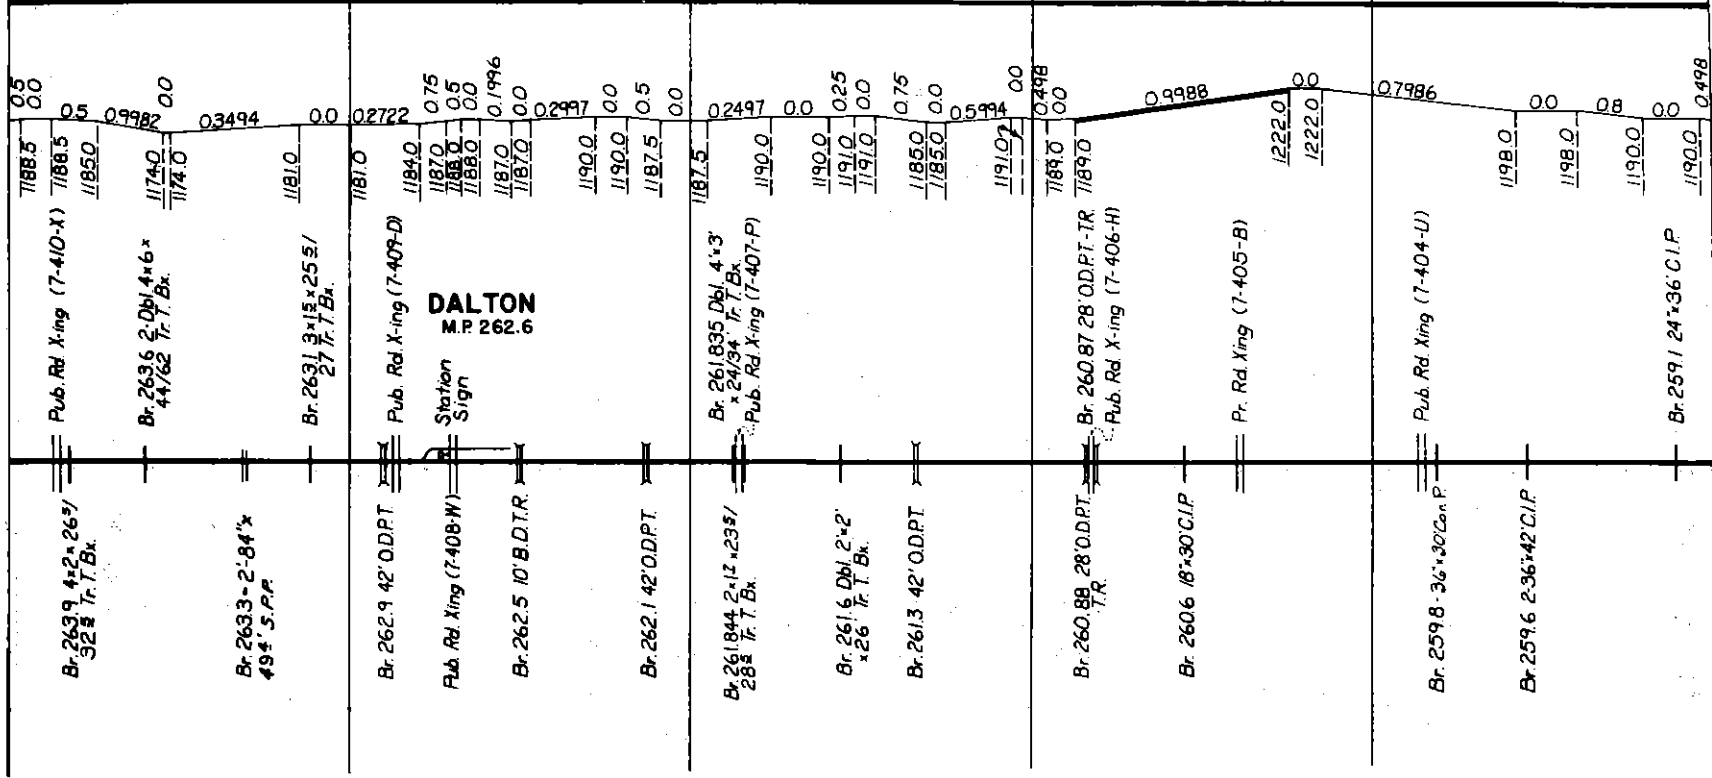 0.5
0.0
0.5
0.9982
0.0
0.3494
0.0
0.2722
0.75
0.5
0.0
0.1996
0.0
0.2997
0.0
0.5
0.0
0.2497
0.0
0.25
0.0
0.75
0.0
0.5994
0.0
0.498
0.0
0.9988
0.0
0.7986
0.0
0.8
0.0
0.498
1188.5
1188.5
1185.0
1174.0
1174.0
1181.0
1181.0
1184.0
1187.0
1188.0
1188.0
1187.0
1187.0
1190.0
1190.0
1187.5
1187.5
1190.0
1190.0
1191.0
1191.0
1185.0
1185.0
1191.0
1189.0
1189.0
1222.0
1222.0
1198.0
1198.0
1190.0
1190.0
Pub. Rd. X-ing (7-410-X)
Br. 263.6 2-Dbl. 4x6x
44/62 Tr. T. Bx.
Br. 263.1 3x1
27 Tr. T. Bx.
Pub. Rd. X-ing (7-409-D)
DALTON
M.P. 262.6
Station
Sign
Br. 261.835 Dbl. 4'x3'
x 24/34' Tr. T. Bx.
Pub. Rd. X-ing (7-407-P)
Br. 260.87 28' O.D.P.T.-T.R.
Pub. Rd. X-ing (7-406-H)
Pr. Rd. Xing (7-405-B)
Pub. Rd. Xing (7-404-U)
Br. 259.1 24"x36' C.I.P.
Br. 263.9 4x2x26
32 Tr. T. Bx.
Br. 263.3 - 2'-84"x
S.P.P.
Br. 262.9 42' O.D.P.T.
Pub. Rd. Xing (7-408-W)
Br. 262.5 10' B.D.T.R.
Br. 262.1 42' O.D.P.T.
Br. 261.844
28 Tr. T. Bx.
Br. 261.6 Dbl. 2'x2'
x26' Tr. T. Bx.
Br. 261.3 42' O.D.P.T.
Br. 260.88 28' O.D.P.T.
T.R.
Br. 260.6 18"x30' C.I.P.
Br. 259.8 - 36"x30' Con. P.
Br. 259.6 2-36"x42' C.I.P.